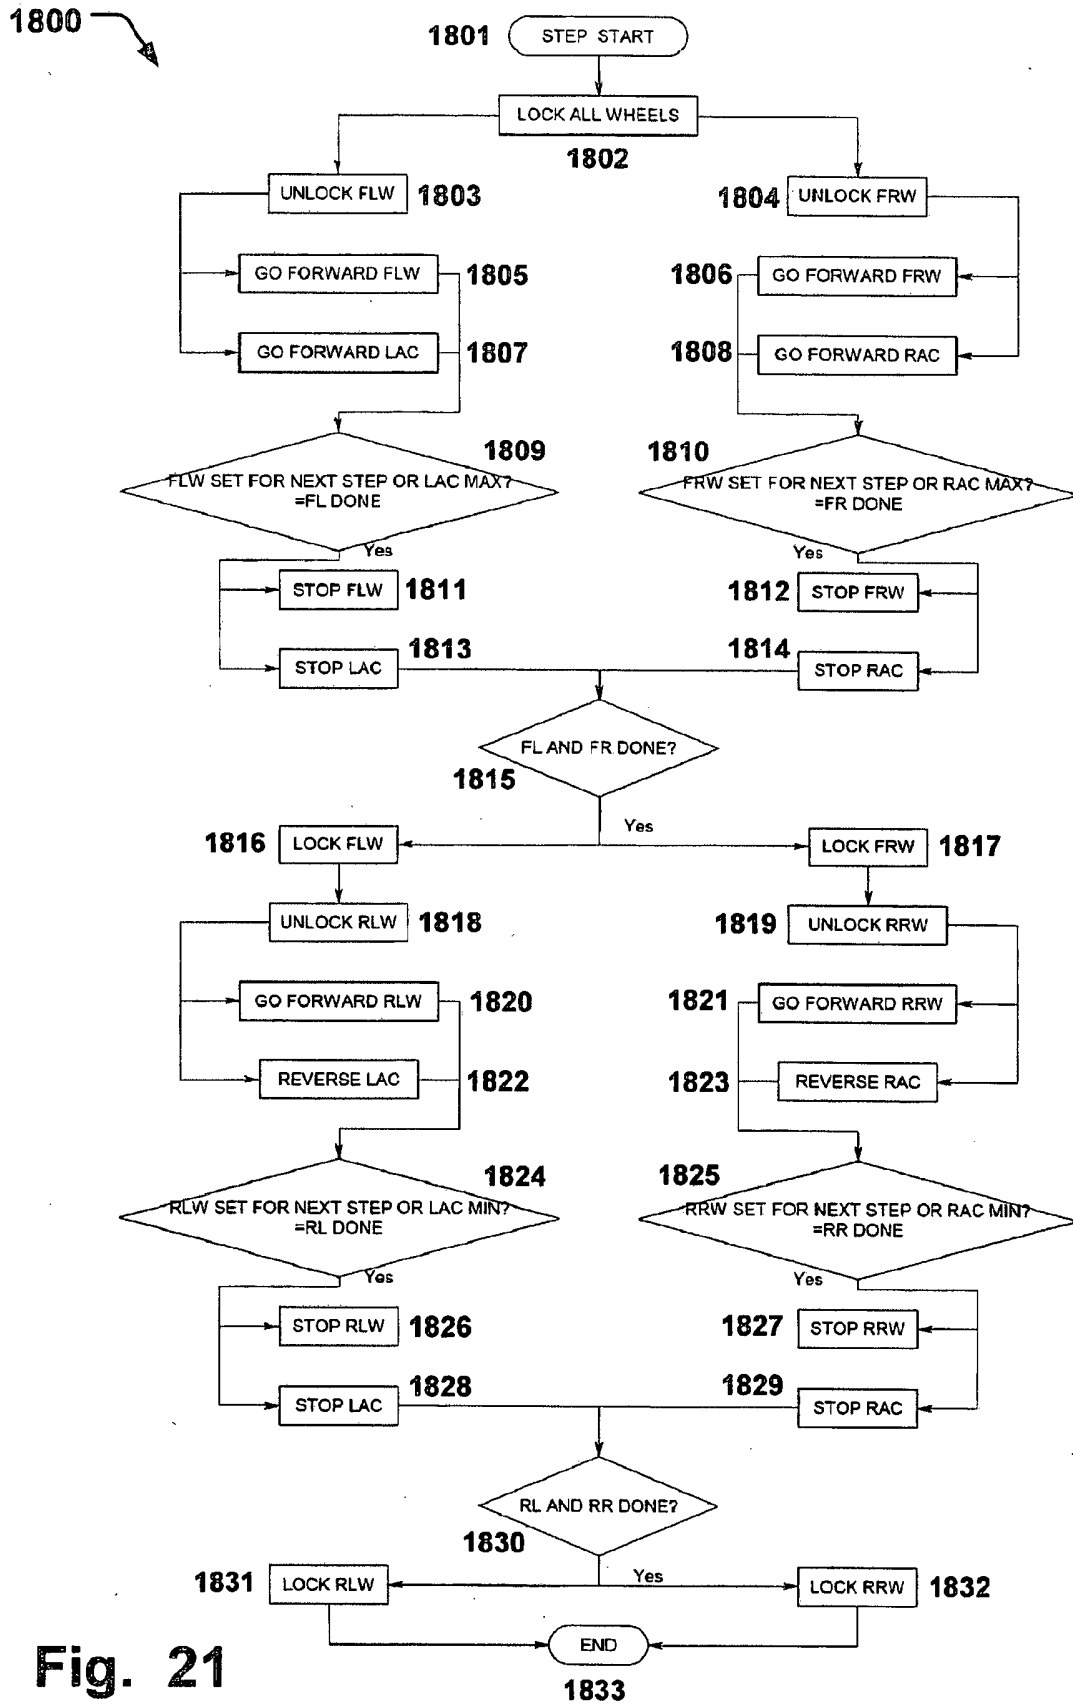 1800
1801 STEP START
LOCK ALL WHEELS
1802
UNLOCK FLW 1803
1804 UNLOCK FRW
GO FORWARD FLW 1805
1806 GO FORWARD FRW
GO FORWARD LAC 1807
1808 GO FORWARD RAC
1809
FLW SET FOR NEXT STEP OR LAC MAX?
=FL DONE
1810
FRW SET FOR NEXT STEP OR RAC MAX?
=FR DONE
Yes
Yes
STOP FLW 1811
1812 STOP FRW
STOP LAC 1813
1814 STOP RAC
FL AND FR DONE?
1815
Yes
1816 LOCK FLW
LOCK FRW 1817
UNLOCK RLW 1818
1819 UNLOCK RRW
GO FORWARD RLW 1820
1821 GO FORWARD RRW
REVERSE LAC 1822
1823 REVERSE RAC
1824
RLW SET FOR NEXT STEP OR LAC MIN?
=RL DONE
1825
RRW SET FOR NEXT STEP OR RAC MIN?
=RR DONE
Yes
Yes
STOP RLW 1826
1827 STOP RRW
STOP LAC 1828
1829 STOP RAC
RL AND RR DONE?
1830
Yes
1831 LOCK RLW
LOCK RRW 1832
END
1833
Fig. 21